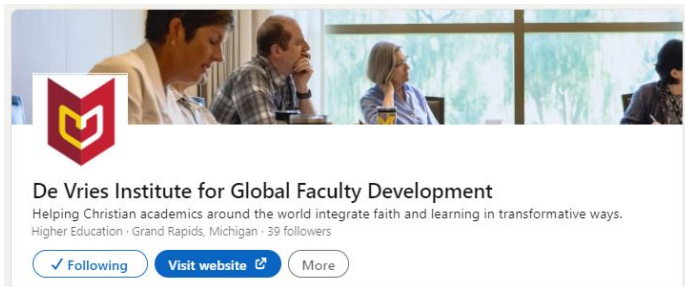 De Vries Institute for Global Faculty Development
Helping Christian academics around the world integrate faith and learning in transformative ways.
Higher Education · Grand Rapids, Michigan · 39 followers
✓ Following Visit website More